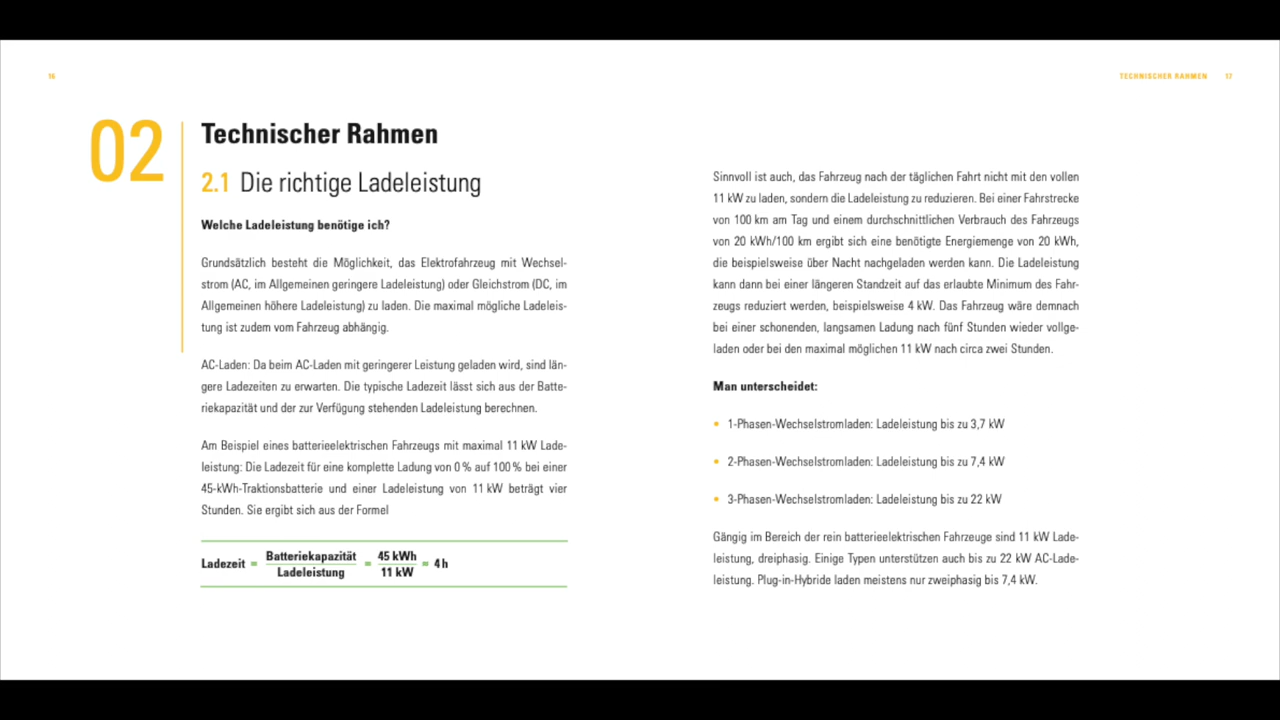 16
TECHNISCHER RAHMEN 17
02
Technischer Rahmen
2.1 Die richtige Ladeleistung
Welche Ladeleistung benötige ich?
Grundsätzlich besteht die Möglichkeit, das Elektrofahrzeug mit Wechsel-
strom (AC, im Allgemeinen geringere Ladeleistung) oder Gleichstrom (DC, im
Allgemeinen höhere Ladeleistung) zu laden. Die maximal mögliche Ladeleis-
tung ist zudem vom Fahrzeug abhängig.
AC-Laden: Da beim AC-Laden mit geringerer Leistung geladen wird, sind län-
gere Ladezeiten zu erwarten. Die typische Ladezeit lässt sich aus der Batte-
riekapazität und der zur Verfügung stehenden Ladeleistung berechnen.
Am Beispiel eines batterieelektrischen Fahrzeugs mit maximal 11 kW Lade-
leistung: Die Ladezeit für eine komplette Ladung von 0 % auf 100 % bei einer
45-kWh-Traktionsbatterie und einer Ladeleistung von 11 kW beträgt vier
Stunden. Sie ergibt sich aus der Formel
Ladezeit = Batteriekapazität / Ladeleistung = 45 kWh / 11 kW = 4 h
Sinnvoll ist auch, das Fahrzeug nach der täglichen Fahrt nicht mit den vollen
11 kW zu laden, sondern die Ladeleistung zu reduzieren. Bei einer Fahrstrecke
von 100 km am Tag und einem durchschnittlichen Verbrauch des Fahrzeugs
von 20 kWh/100 km ergibt sich eine benötigte Energiemenge von 20 kWh,
die beispielsweise über Nacht nachgeladen werden kann. Die Ladeleistung
kann dann bei einer längeren Standzeit auf das erlaubte Minimum des Fahr-
zeugs reduziert werden, beispielsweise 4 kW. Das Fahrzeug wäre demnach
bei einer schonenden, langsamen Ladung nach fünf Stunden wieder vollge-
laden oder bei den maximal möglichen 11 kW nach circa zwei Stunden.
Man unterscheidet:
• 1-Phasen-Wechselstromladen: Ladeleistung bis zu 3,7 kW
• 2-Phasen-Wechselstromladen: Ladeleistung bis zu 7,4 kW
• 3-Phasen-Wechselstromladen: Ladeleistung bis zu 22 kW
Gängig im Bereich der rein batterieelektrischen Fahrzeuge sind 11 kW Lade-
leistung, dreiphasig. Einige Typen unterstützen auch bis zu 22 kW AC-Lade-
leistung. Plug-in-Hybride laden meistens nur zweiphasig bis 7,4 kW.